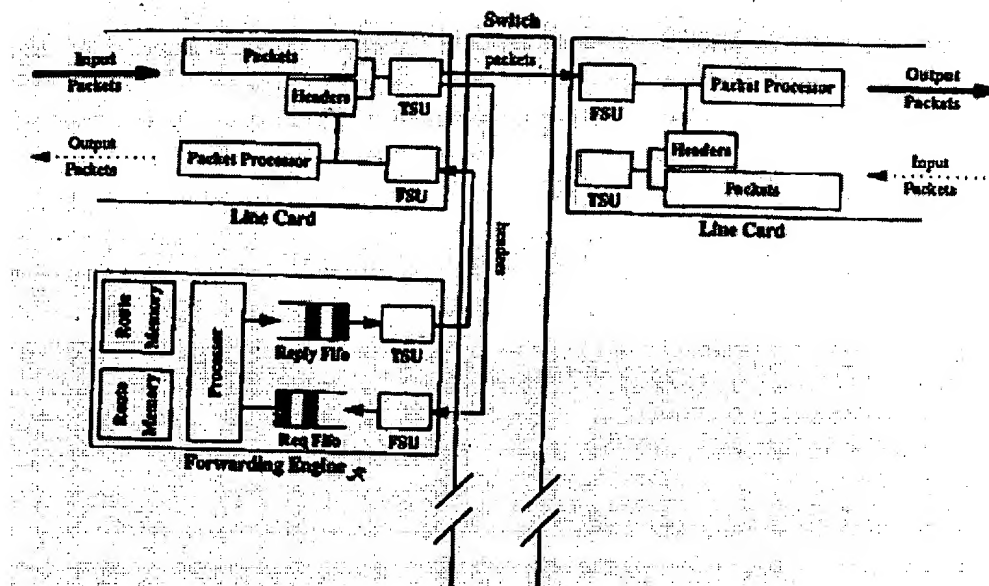 Switch
Input
Packets
Packets
Headers
TSU
Output
Packets
Packet Processor
FSU
Line Card
packets
headers
FSU
Packet Processor
Output
Packets
Headers
TSU
Packets
Input
Packets
Line Card
Route
Memory
Route
Memory
Processor
Reply Fifo
TSU
Req Fifo
FSU
Forwarding Engine